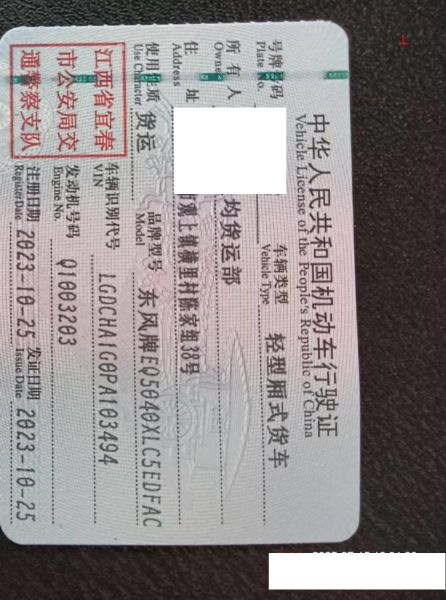 中华人民共和国机动车行驶证
Vehicle License of the People's Republic of China
号牌号码
Plate No.
车辆类型
Vehicle Type
轻型厢式货车
所有人
Owner
均货运部
住址
Address
观上镇横里村陈家组38号
使用性质
Use Character
货运
品牌型号
Model
东风牌EQ5040XLC5EDFAC
江西省宜春
市公安局交
通警察支队
车辆识别代号
VIN
LGDCHA1G0PA103494
发动机号码
Engine No.
Q1003203
注册日期
Register Date
2023-10-25
发证日期
Issue Date
2023-10-25